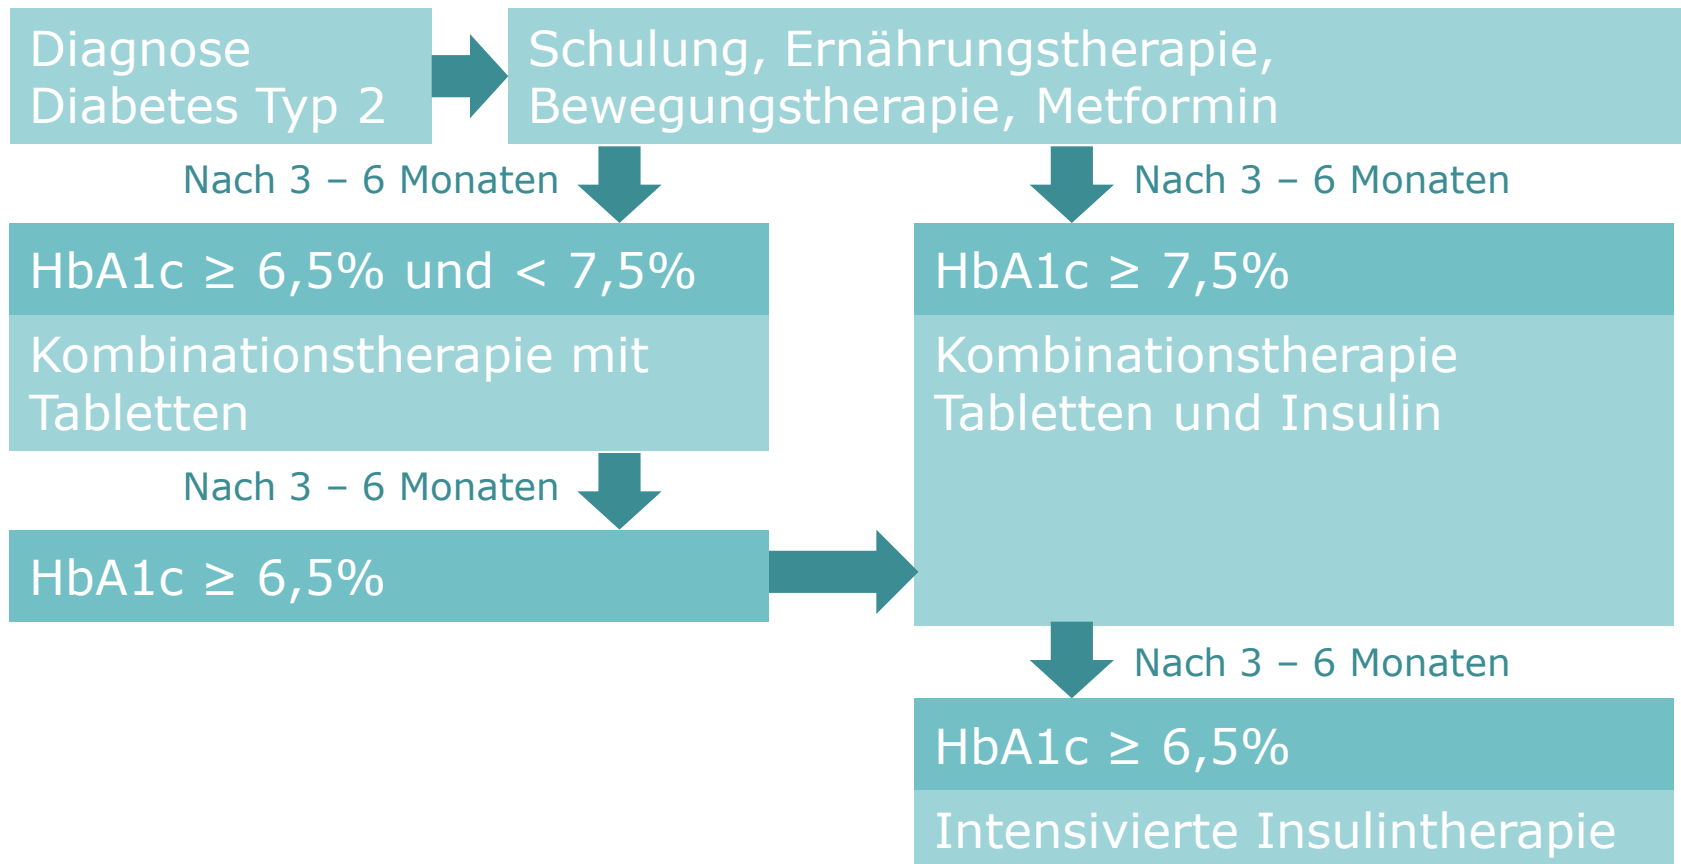 Diagnose
Diabetes Typ 2
Schulung, Ernährungstherapie,
Bewegungstherapie, Metformin
Nach 3 – 6 Monaten
Nach 3 – 6 Monaten
HbA1c ≥ 6,5% und < 7,5%
Kombinationstherapie mit
Tabletten
HbA1c ≥ 7,5%
Kombinationstherapie
Tabletten und Insulin
Nach 3 – 6 Monaten
HbA1c ≥ 6,5%
Nach 3 – 6 Monaten
HbA1c ≥ 6,5%
Intensivierte Insulintherapie